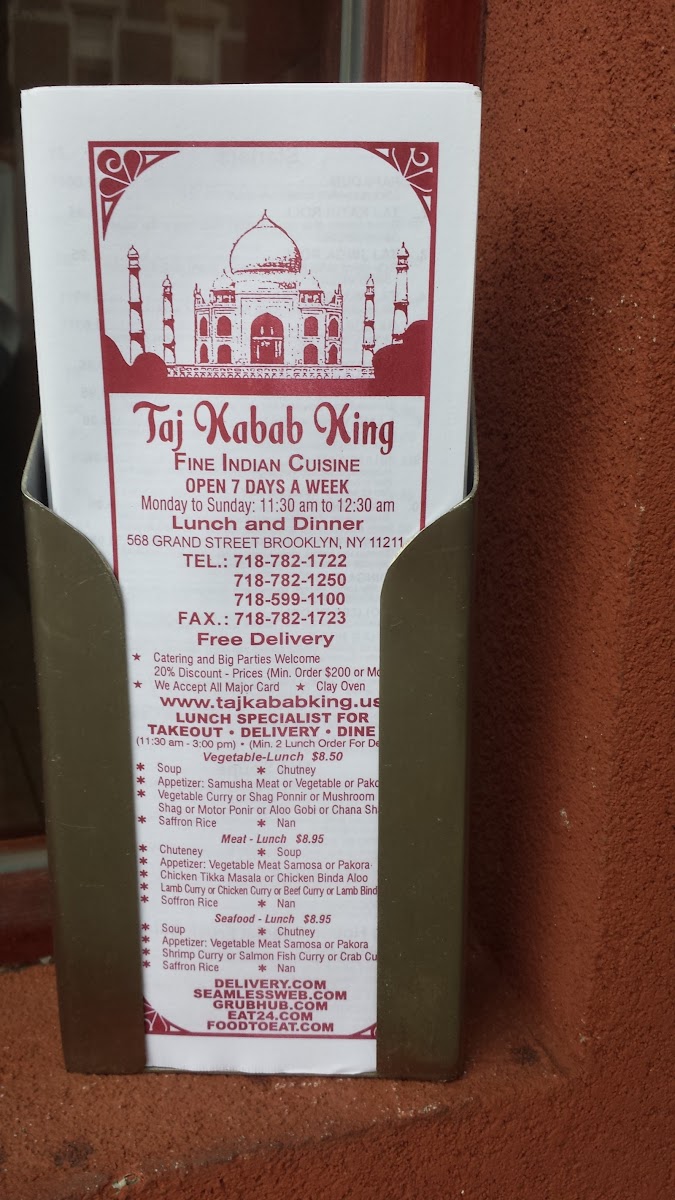 Taj Kabab King
FINE INDIAN CUISINE
OPEN 7 DAYS A WEEK
Monday to Sunday: 11:30 am to 12:30 am
Lunch and Dinner
568 GRAND STREET BROOKLYN, NY 11211
TEL.: 718-782-1722
718-782-1250
718-599-1100
FAX.: 718-782-1723
Free Delivery
★ Catering and Big Parties Welcome
20% Discount - Prices (Min. Order $200 or Mo
★ We Accept All Major Card ★ Clay Oven
www.tajkababking.us
LUNCH SPECIALIST FOR
TAKEOUT • DELIVERY • DINE
(11:30 am - 3:00 pm) • (Min. 2 Lunch Order For De
Vegetable-Lunch $8.50
* Soup * Chutney
* Appetizer: Samusha Meat or Vegetable or Pako
* Vegetable Curry or Shag Ponnir or Mushroom
Shag or Motor Ponir or Aloo Gobi or Chana Sh
* Saffron Rice * Nan
Meat - Lunch $8.95
* Chuteney * Soup
* Appetizer: Vegetable Meat Samosa or Pakora
* Chicken Tikka Masala or Chicken Binda Aloo
* Lamb Curry or Chicken Curry or Beef Curry or Lamb Bind
* Soffron Rice * Nan
Seafood - Lunch $8.95
* Soup * Chutney
* Appetizer: Vegetable Meat Samosa or Pakora
* Shrimp Curry or Salmon Fish Curry or Crab Cu
* Saffron Rice * Nan
DELIVERY.COM
SEAMLESSWEB.COM
GRUBHUB.COM
EAT24.COM
FOODTOEAT.COM